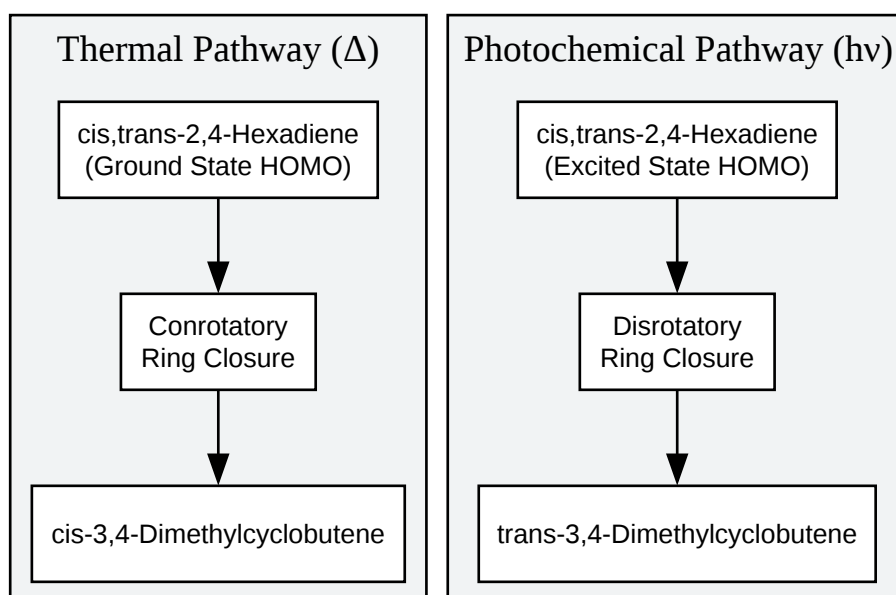 Thermal Pathway (Δ)
cis,trans-2,4-Hexadiene
(Ground State HOMO)
Conrotatory
Ring Closure
cis-3,4-Dimethylcyclobutene
Photochemical Pathway (hν)
cis,trans-2,4-Hexadiene
(Excited State HOMO)
Disrotatory
Ring Closure
trans-3,4-Dimethylcyclobutene